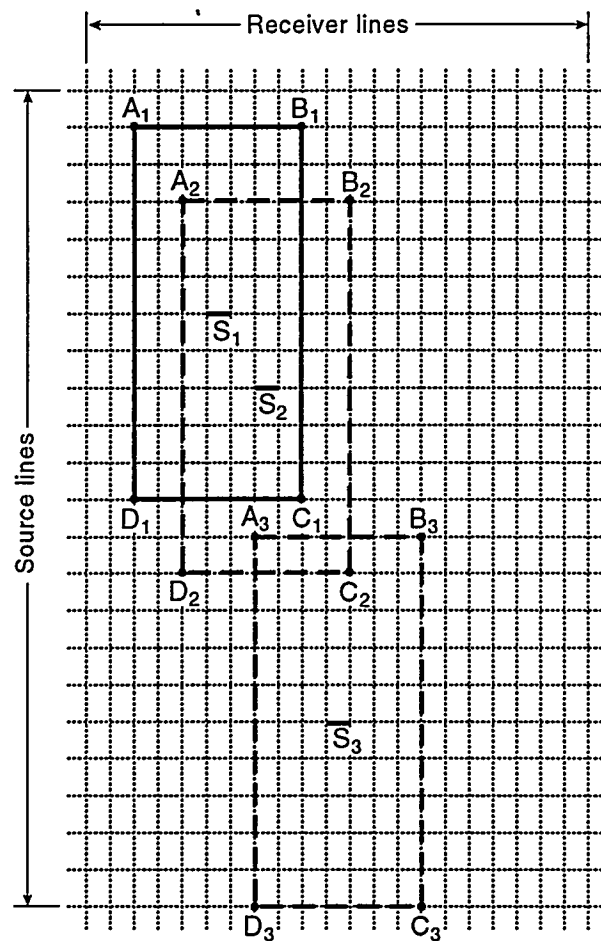 Receiver lines
A₁ B₁
A₂ B₂
S₁
S₂
D₁ A₃ C₁ B₃
D₂ C₂
S₃
D₃ C₃
Source lines